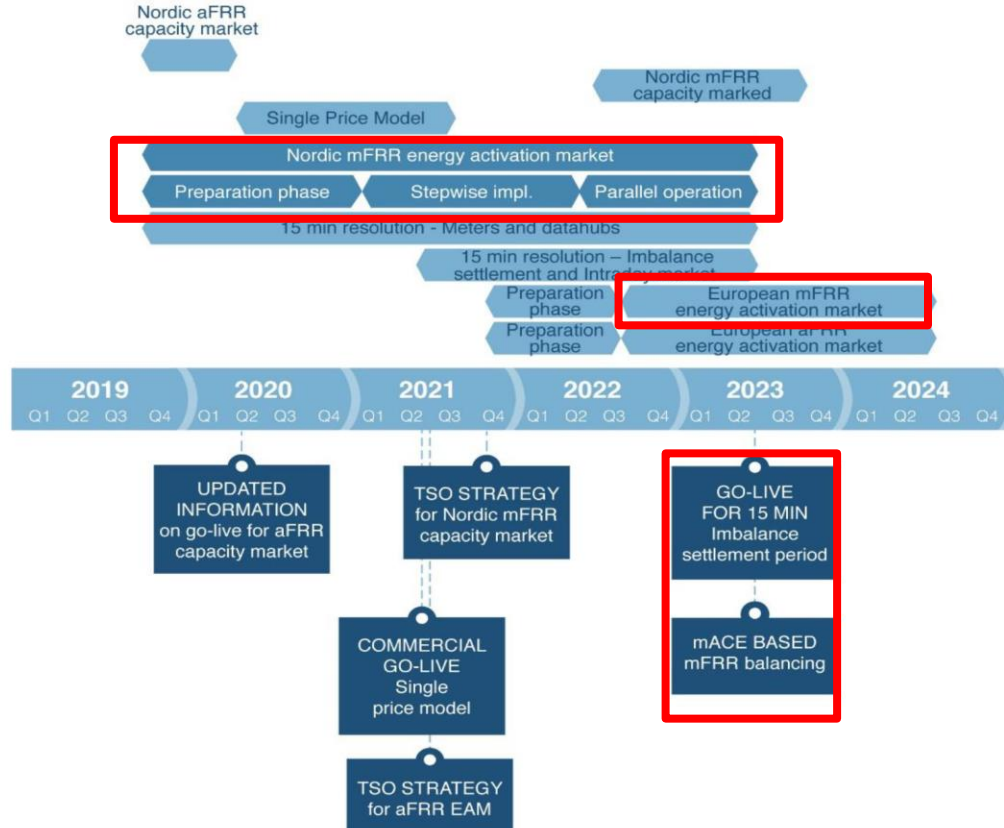 Nordic aFRR
capacity market
Nordic mFRR
capacity marked
Single Price Model
Nordic mFRR energy activation market
Preparation phase
Stepwise impl.
Parallel operation
15 min resolution - Meters and datahubs
15 min resolution – Imbalance
settlement and Intraday market
Preparation
phase
European mFRR
energy activation market
Preparation
phase
European aFRR
energy activation market
2019 2020 2021 2022 2023 2024
Q1 Q2 Q3 Q4 Q1 Q2 Q3 Q4 Q1 Q2 Q3 Q4 Q1 Q2 Q3 Q4 Q1 Q2 Q3 Q4 Q1 Q2 Q3 Q4
UPDATED
INFORMATION
on go-live for aFRR
capacity market
TSO STRATEGY
for Nordic mFRR
capacity market
GO-LIVE
FOR 15 MIN
Imbalance
settlement period
COMMERCIAL
GO-LIVE
Single
price model
mACE BASED
mFRR balancing
TSO STRATEGY
for aFRR EAM